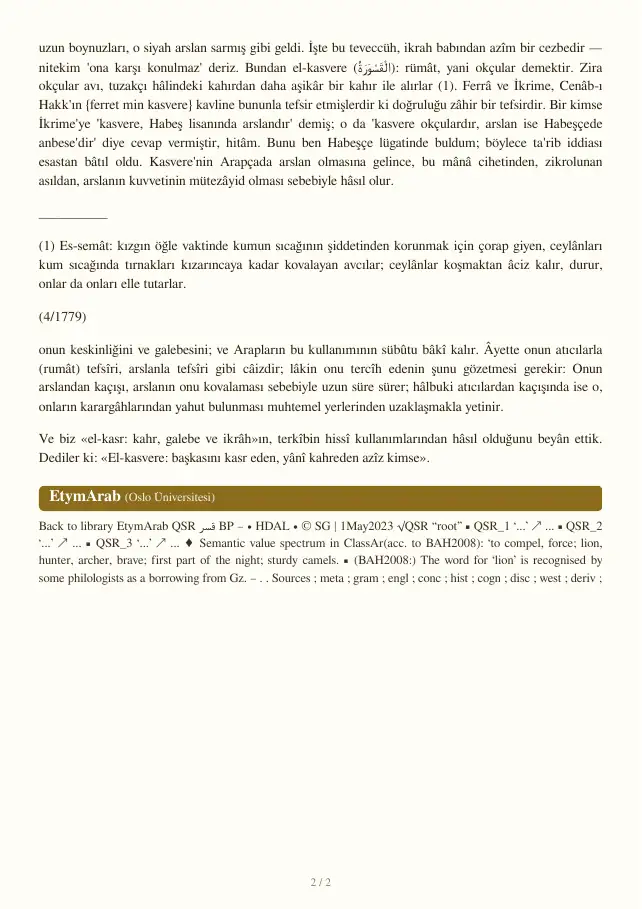 uzun boynuzları, o siyah arslan sarmış gibi geldi. İşte bu teveccüh, ikrah babından azîm bir cezbedir —
nitekim 'ona karşı konulmaz' deriz. Bundan el-kasvere (الْقَسْوَرَةُ): rümât, yani okçular demektir. Zira
okçular avı, tuzakçı hâlindeki kahırdan daha aşikâr bir kahır ile alırlar (1). Ferrâ ve İkrime, Cenâb-ı
Hakk'ın {ferret min kasvere} kavline bununla tefsir etmişlerdir ki doğruluğu zâhir bir tefsirdir. Bir kimse
İkrime'ye 'kasvere, Habeş lisanında arslandır' demiş; o da 'kasvere okçulardır, arslan ise Habeşçede
anbese'dir' diye cevap vermiştir, hitâm. Bunu ben Habeşçe lügatinde buldum; böylece ta'rib iddiası
esastan bâtıl oldu. Kasvere'nin Arapçada arslan olmasına gelince, bu mânâ cihetinden, zikrolunan
asıldan, arslanın kuvvetinin mütezâyid olması sebebiyle hâsıl olur.
(1) Es-semât: kızgın öğle vaktinde kumun sıcağının şiddetinden korunmak için çorap giyen, ceylânları
kum sıcağında tırnakları kızarıncaya kadar kovalayan avcılar; ceylânlar koşmaktan âciz kalır, durur,
onlar da onları elle tutarlar.
(4/1779)
onun keskinliğini ve galebesini; ve Arapların bu kullanımının sübûtu bâkî kalır. Âyette onun atıcılarla
(rumât) tefsîri, arslanla tefsîri gibi câizdir; lâkin onu tercîh edenin şunu gözetmesi gerekir: Onun
arslandan kaçışı, arslanın onu kovalaması sebebiyle uzun süre sürer; hâlbuki atıcılardan kaçışında ise o,
onların karargâhlarından yahut bulunması muhtemel yerlerinden uzaklaşmakla yetinir.
Ve biz «el-kasr: kahr, galebe ve ikrâh»ın, terkîbin hissî kullanımlarından hâsıl olduğunu beyân ettik.
Dediler ki: «El-kasvere: başkasını kasr eden, yânî kahreden azîz kimse».
EtymArab (Oslo Üniversitesi)
Back to library EtymArab QSR قسر BP – • HDAL • © SG | 1May2023 √QSR “root” ▪ QSR_1 ‘...’ ↗ ... ▪ QSR_2
‘...’ ↗ ... ▪ QSR_3 ‘...’ ↗ ... ♦ Semantic value spectrum in ClassAr(acc. to BAH2008): ‘to compel, force; lion,
hunter, archer, brave; first part of the night; sturdy camels. ▪ (BAH2008:) The word for ‘lion’ is recognised by
some philologists as a borrowing from Gz. – . . Sources ; meta ; gram ; engl ; conc ; hist ; cogn ; disc ; west ; deriv ;
2 / 2